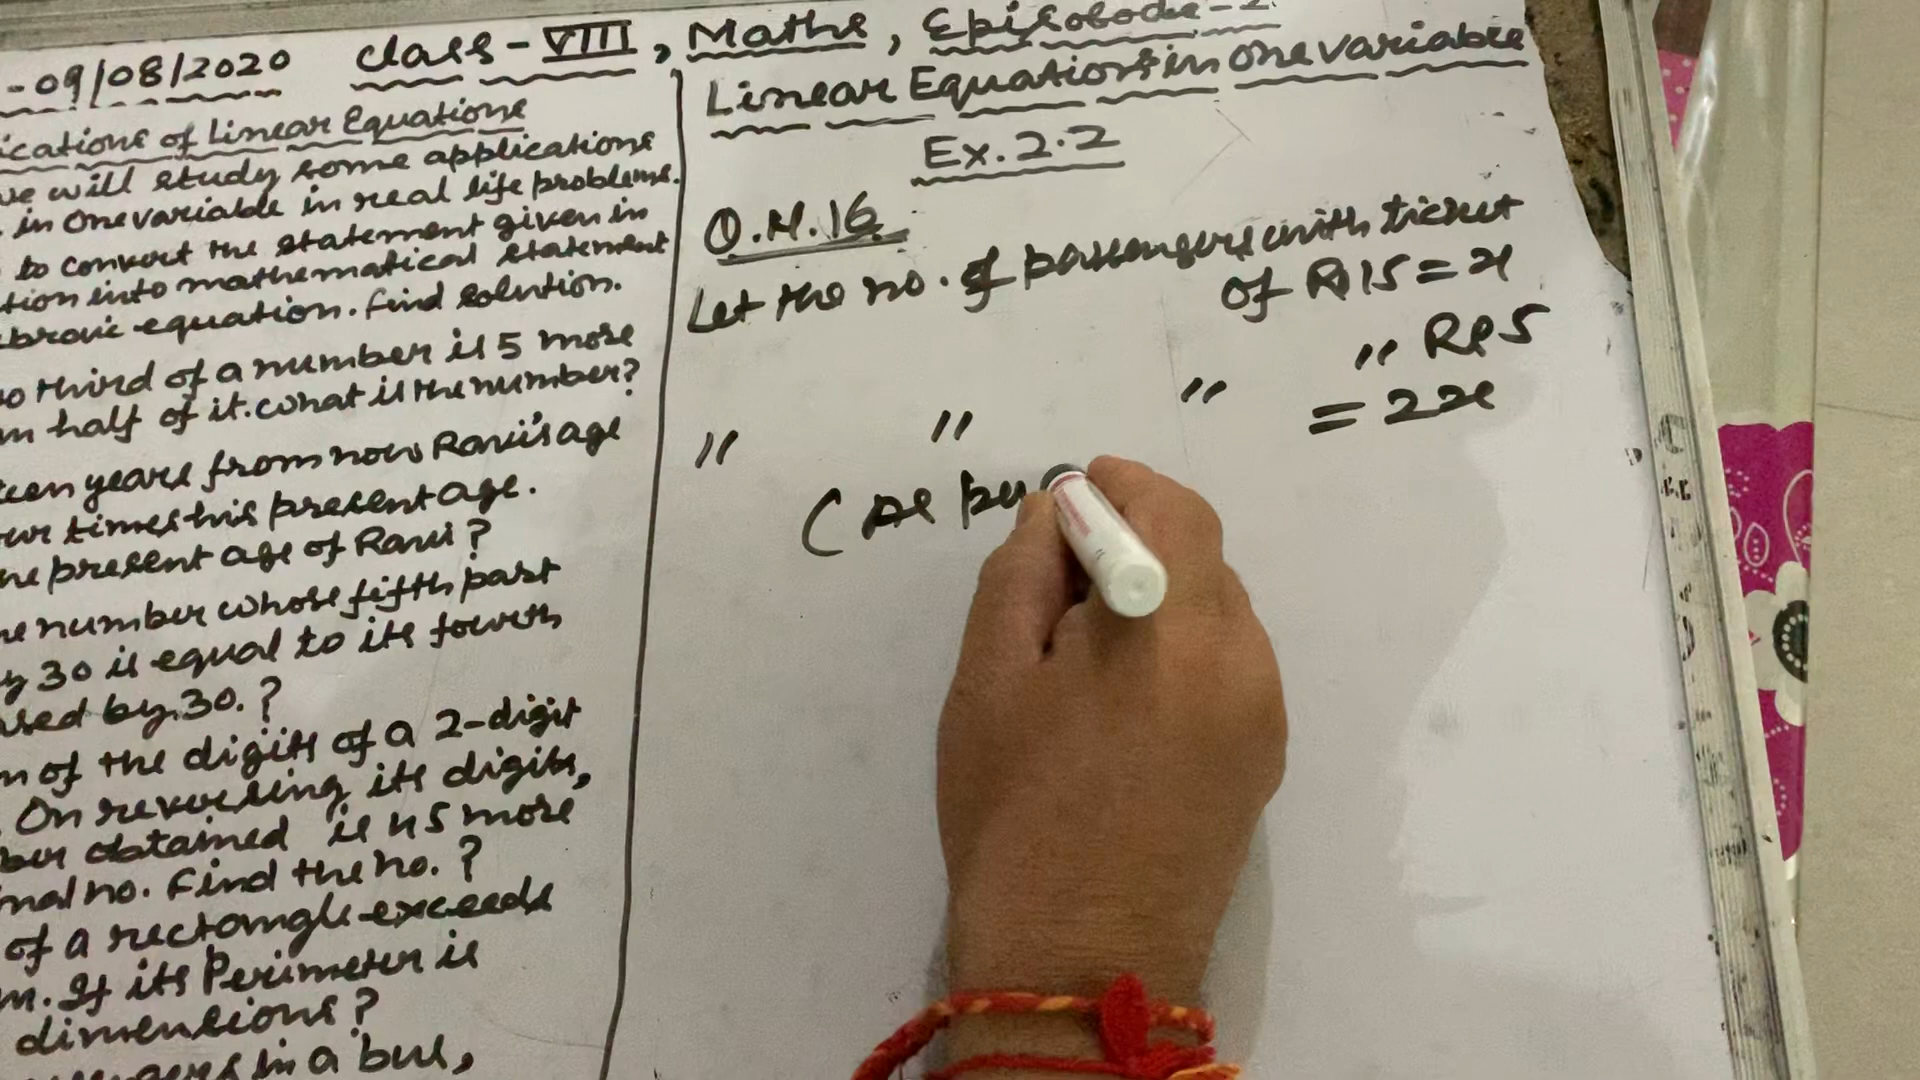 -09/08/2020 class-VIII, Maths,
ications of Linear Equations
we will study some applications
in One variable in real life problems.
to convert the statement given in
tion into mathematical statement
braic equation. Find solution.
o third of a number is 5 more
n half of it. What is the number?
een years from now Ravi's age
our times his present age.
he present age of Ravi?
he number whose fifth part
by 30 is equal to its fourth
ased by 30.?
m of the digits of a 2-digit
On reversing its digits,
ber obtained is 45 more
inal no. Find the no.?
of a rectangle exceeds
m. If its Perimeter is
dimensions?
in a bus,
Linear Equations in One variable
Ex. 2.2
Q.N.16.
Let the no. of passengers with ticket
of Rs 15 = x
" " " " Rs 5
= 2x
(As per